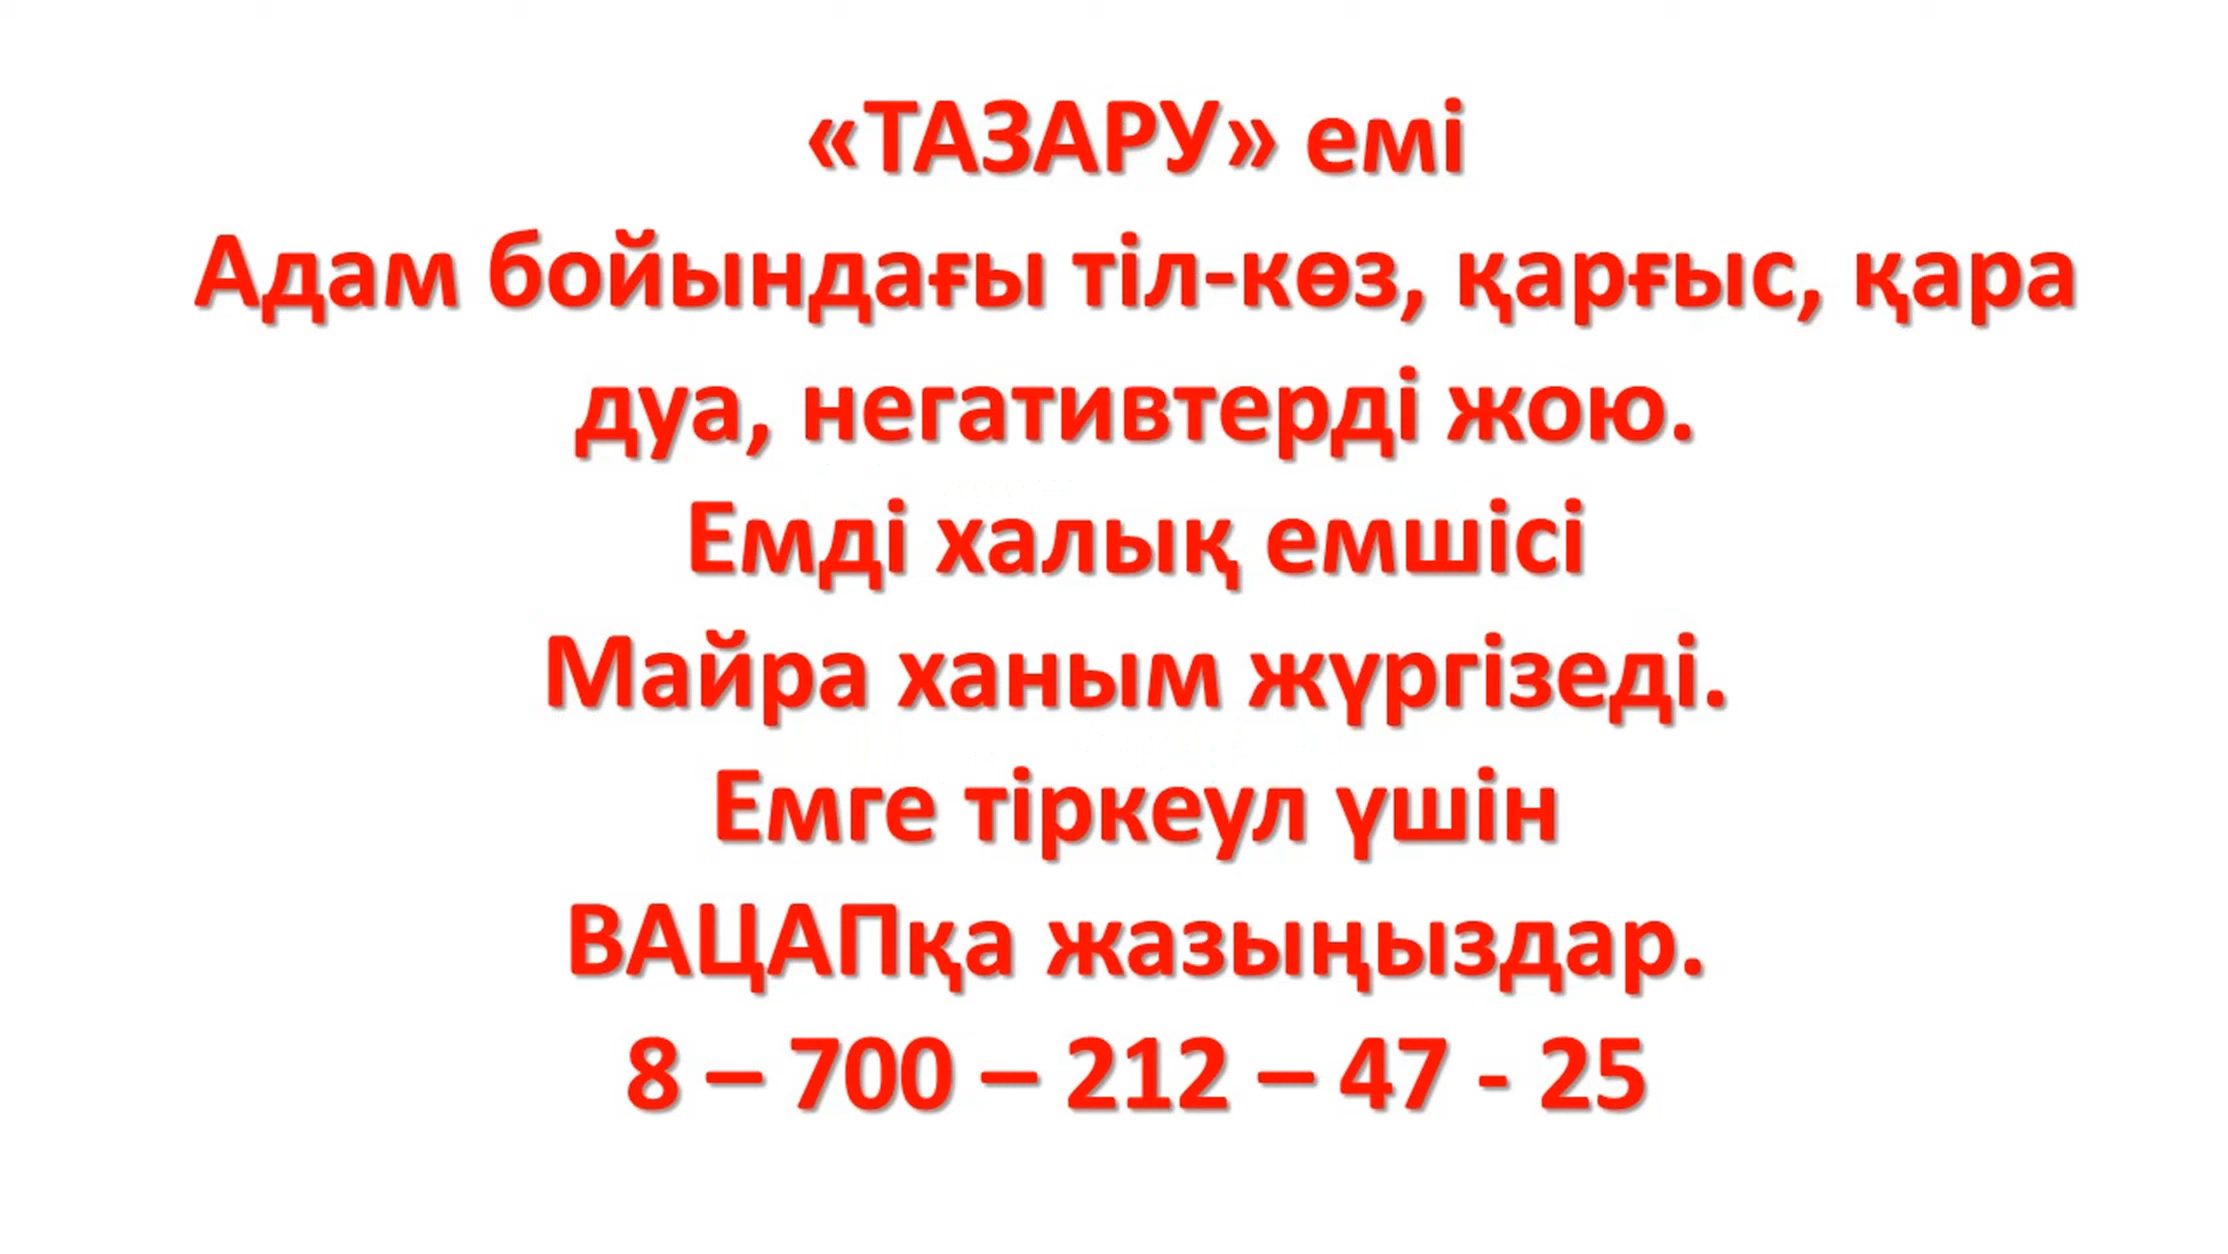 «ТАЗАРУ» емі
Адам бойындағы тіл-көз, қарғыс, қара
дуа, негативтерді жою.
Емді халық емшісі
Майра ханым жүргізеді.
Емге тіркеул үшін
ВАЦАПқа жазыңыздар.
8 – 700 – 212 – 47 - 25